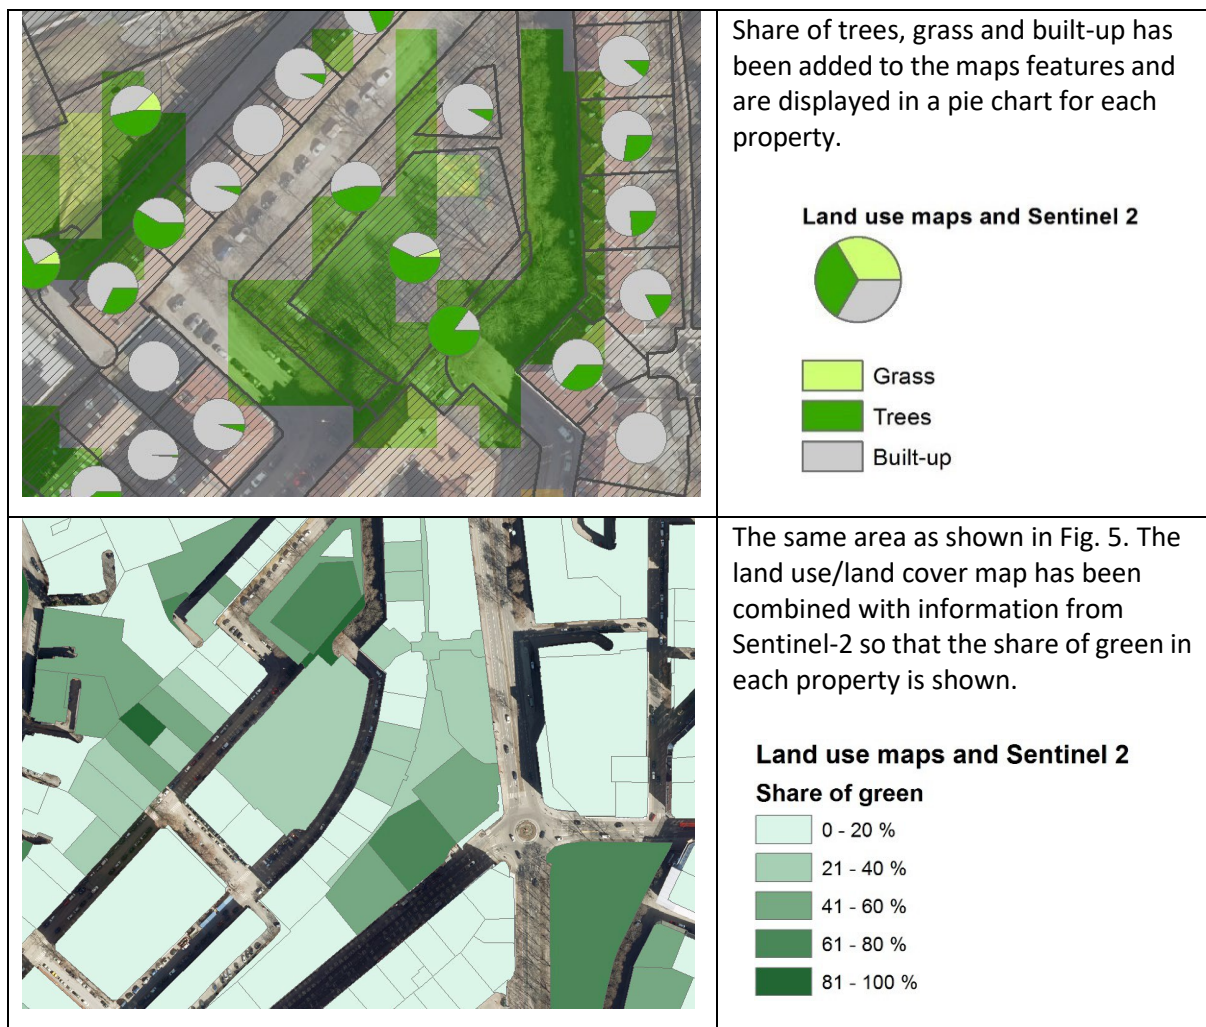 Share of trees, grass and built-up has
been added to the maps features and
are displayed in a pie chart for each
property.
Land use maps and Sentinel 2
Grass
Trees
Built-up
The same area as shown in Fig. 5. The
land use/land cover map has been
combined with information from
Sentinel-2 so that the share of green in
each property is shown.
Land use maps and Sentinel 2
Share of green
0 - 20 %
21 - 40 %
41 - 60 %
61 - 80 %
81 - 100 %